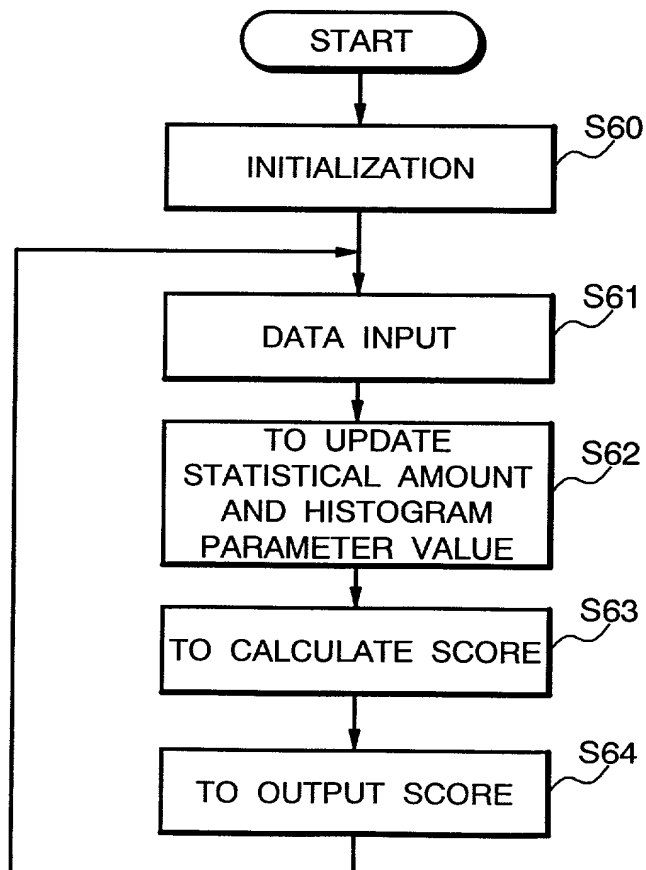 START
S60
INITIALIZATION
S61
DATA INPUT
S62
TO UPDATE
STATISTICAL AMOUNT
AND HISTOGRAM
PARAMETER VALUE
S63
TO CALCULATE SCORE
S64
TO OUTPUT SCORE